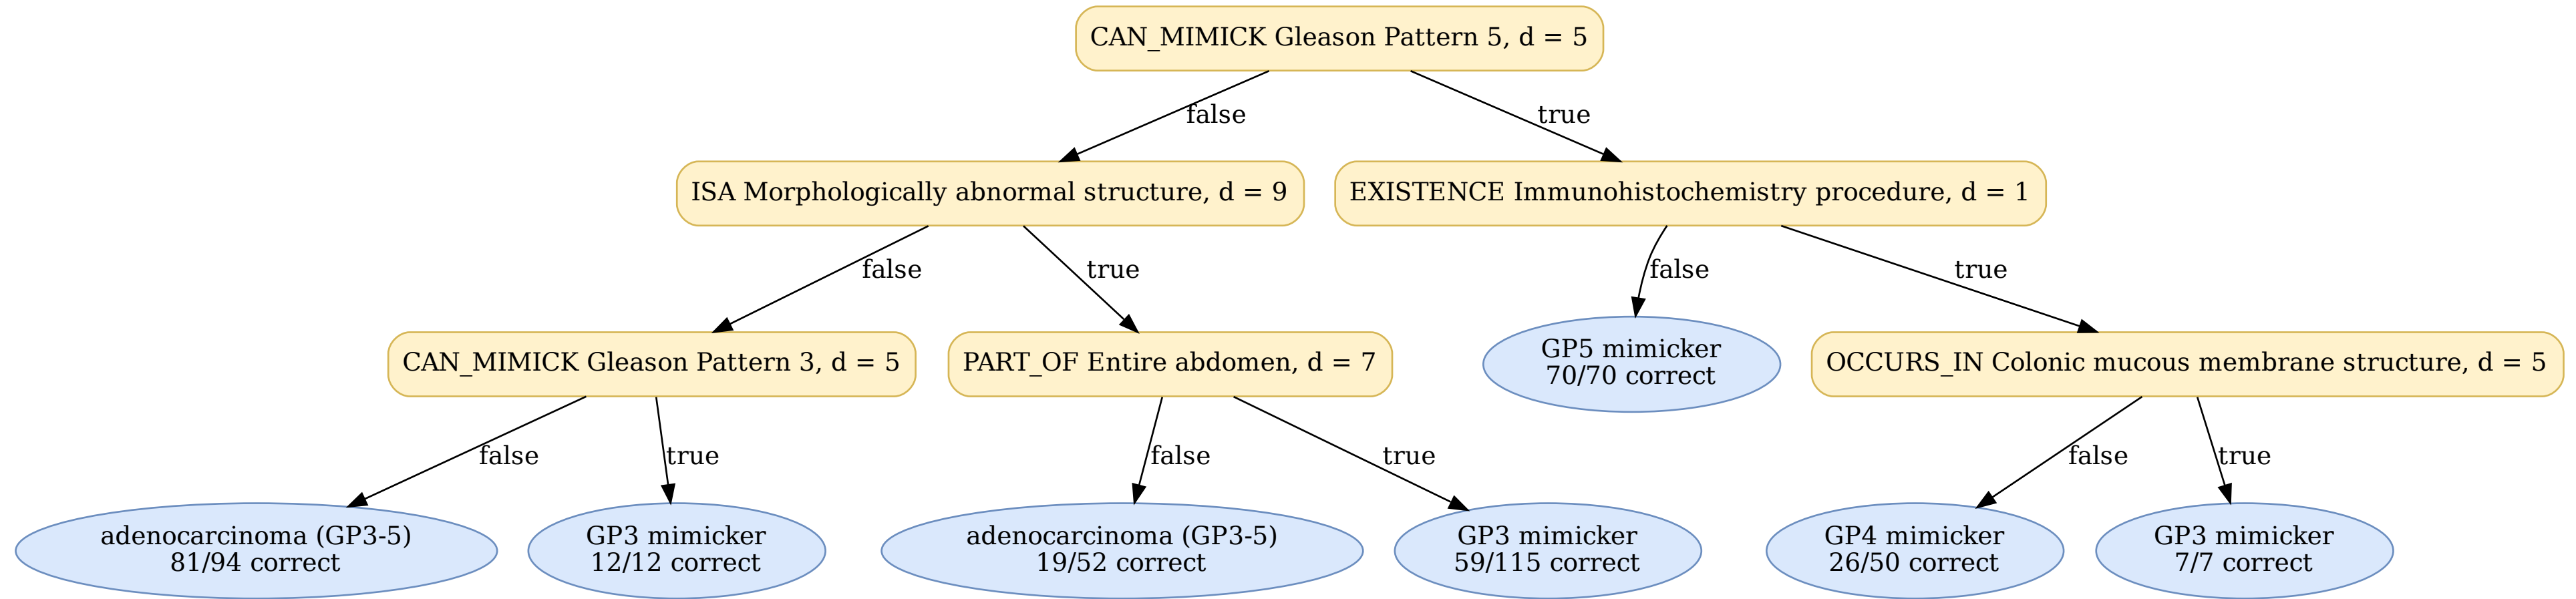 CAN_MIMICK Gleason Pattern 5, d = 5
false
true
ISA Morphologically abnormal structure, d = 9
EXISTENCE Immunohistochemistry procedure, d = 1
false
true
false
true
CAN_MIMICK Gleason Pattern 3, d = 5
PART_OF Entire abdomen, d = 7
GP5 mimicker
70/70 correct
OCCURS_IN Colonic mucous membrane structure, d = 5
false
true
false
true
false
true
adenocarcinoma (GP3-5)
81/94 correct
GP3 mimicker
12/12 correct
adenocarcinoma (GP3-5)
19/52 correct
GP3 mimicker
59/115 correct
GP4 mimicker
26/50 correct
GP3 mimicker
7/7 correct